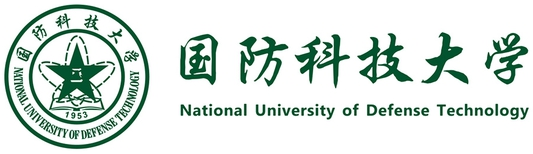 国防科技大学
NATIONAL UNIVERSITY OF DEFENSE TECHNOLOGY
1953
国防科技大学
National University of Defense Technology